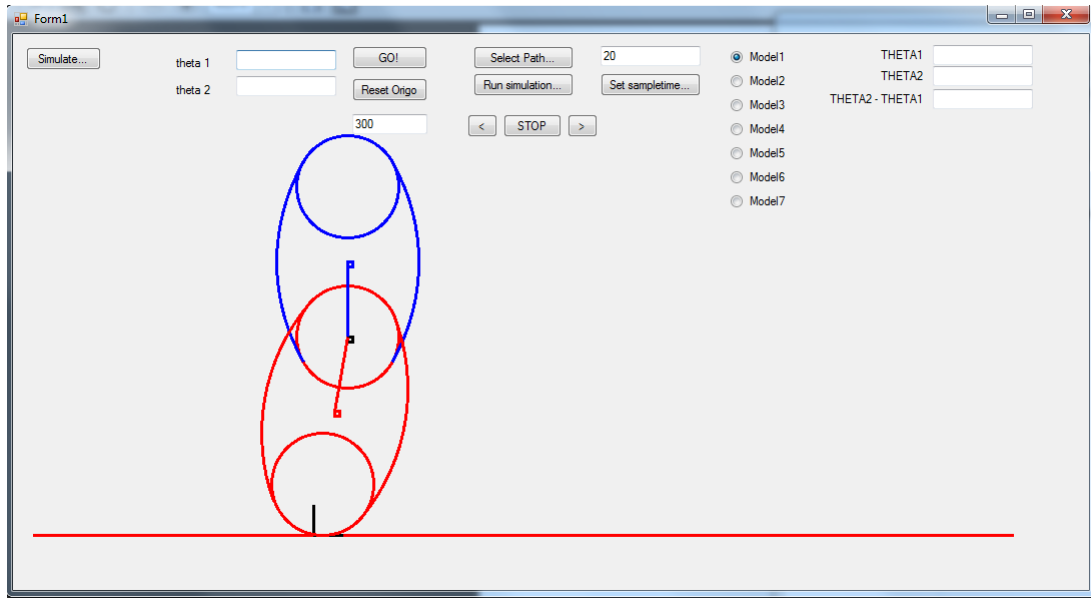 Form1
Simulate... theta 1 GO! Select Path... 20 Model1 THETA1
theta 2 Reset Origo Run simulation... Set sampletime... Model2 THETA2
Model3 THETA2 - THETA1
300 < STOP > Model4
Model5
Model6
Model7